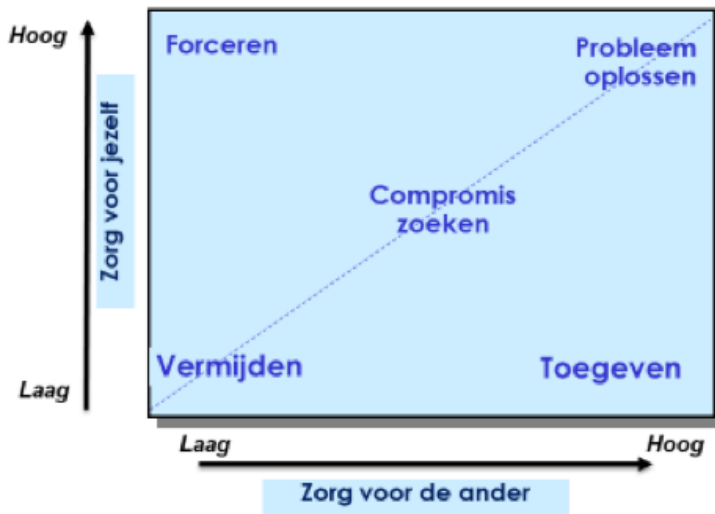 Hoog
Forceren
Probleem
oplossen
Zorg voor jezelf
Compromis
zoeken
Vermijden
Toegeven
Laag
Laag
Hoog
Zorg voor de ander